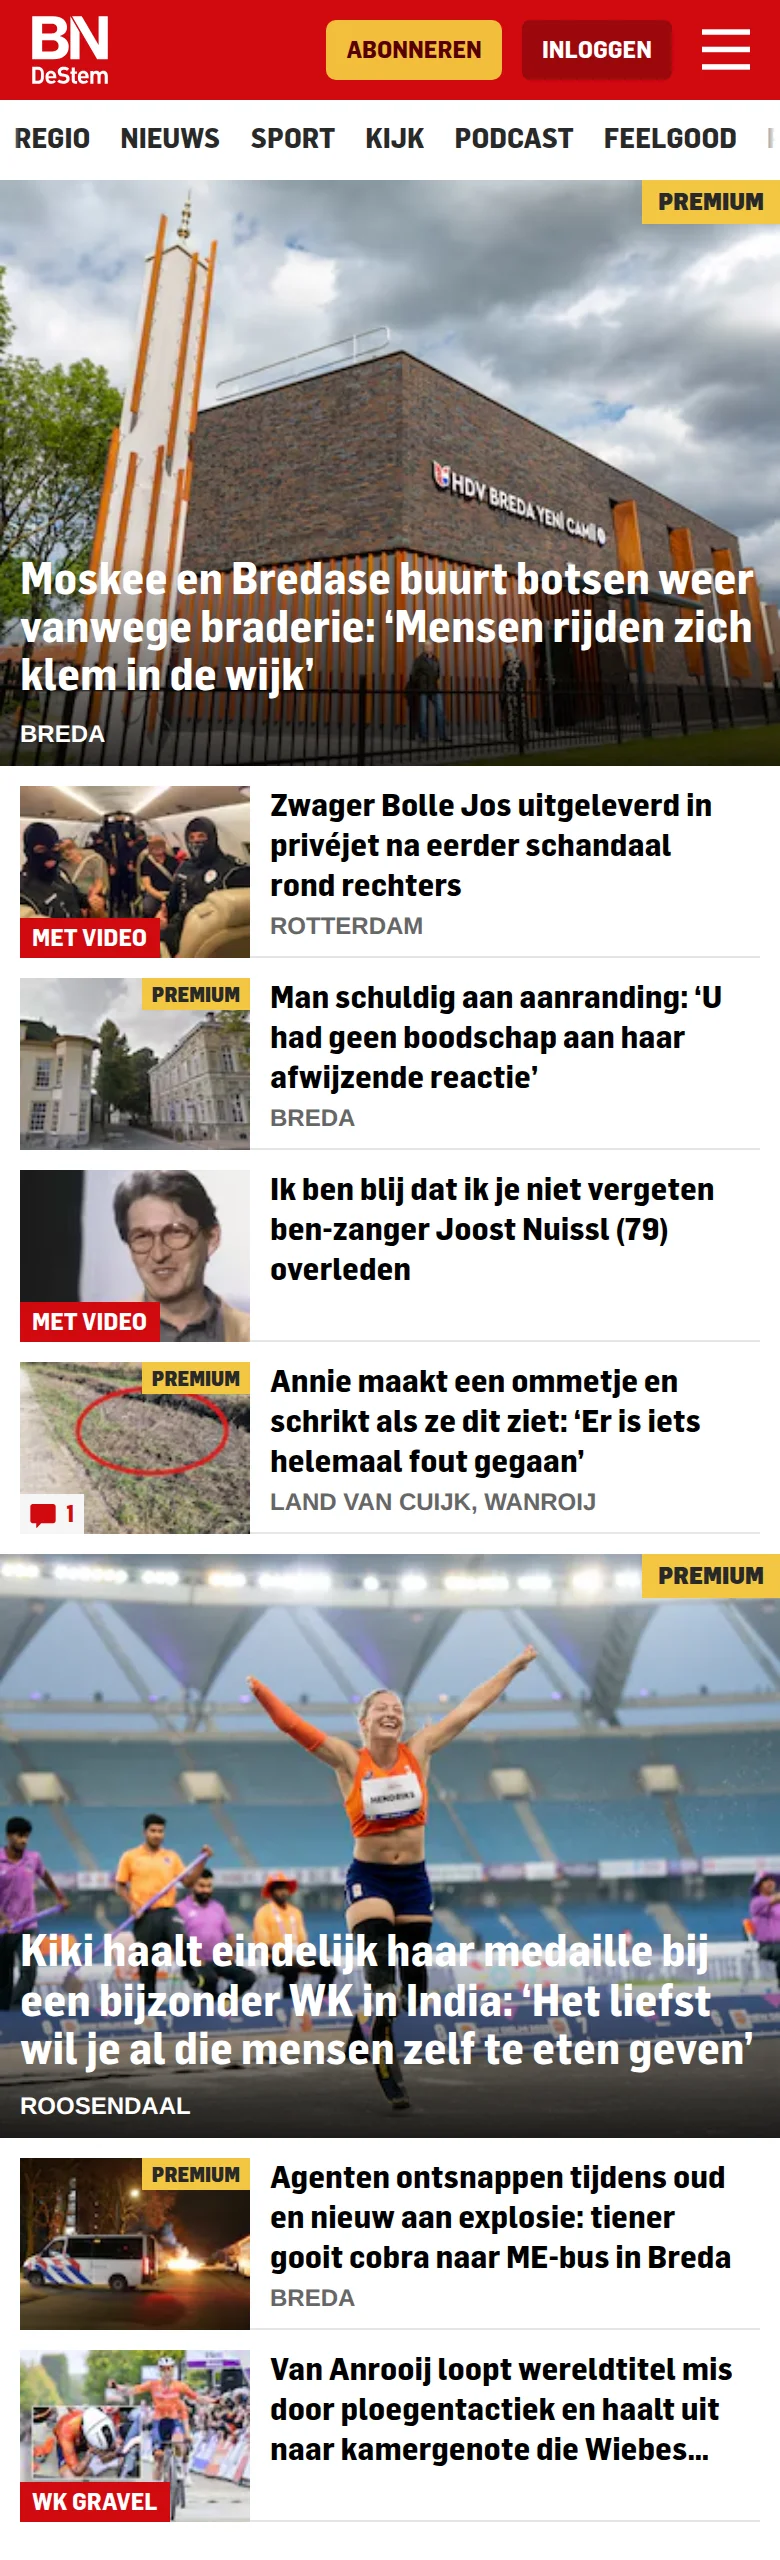 BN
DeStem
ABONNEREN
INLOGGEN
REGIO NIEUWS SPORT KIJK PODCAST FEELGOOD
PREMIUM
HDV BREDA YENİ CAMİİ
Moskee en Bredase buurt botsen weer
vanwege braderie: ‘Mensen rijden zich
klem in de wijk’
BREDA
Zwager Bolle Jos uitgeleverd in
privéjet na eerder schandaal
rond rechters
ROTTERDAM
MET VIDEO
PREMIUM
Man schuldig aan aanranding: ‘U
had geen boodschap aan haar
afwijzende reactie’
BREDA
Ik ben blij dat ik je niet vergeten
ben-zanger Joost Nuissl (79)
overleden
MET VIDEO
PREMIUM
Annie maakt een ommetje en
schrikt als ze dit ziet: ‘Er is iets
helemaal fout gegaan’
LAND VAN CUIJK, WANROIJ
1
PREMIUM
HENDRIKS
Kiki haalt eindelijk haar medaille bij
een bijzonder WK in India: ‘Het liefst
wil je al die mensen zelf te eten geven’
ROOSENDAAL
PREMIUM
Agenten ontsnappen tijdens oud
en nieuw aan explosie: tiener
gooit cobra naar ME-bus in Breda
BREDA
Van Anrooij loopt wereldtitel mis
door ploegentactiek en haalt uit
naar kamergenote die Wiebes...
WK GRAVEL